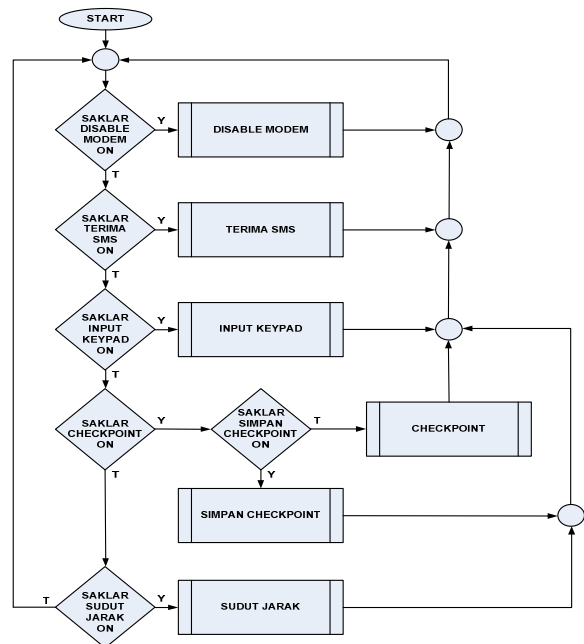 START
SAKLAR
DISABLE
MODEM
ON
Y
DISABLE MODEM
T
SAKLAR
TERIMA
SMS
ON
Y
TERIMA SMS
T
SAKLAR
INPUT
KEYPAD
ON
Y
INPUT KEYPAD
T
SAKLAR
CHECKPOINT
ON
Y
SAKLAR
SIMPAN
CHECKPOINT
ON
T
CHECKPOINT
T
Y
SIMPAN CHECKPOINT
T
SAKLAR
SUDUT
JARAK
ON
Y
SUDUT JARAK